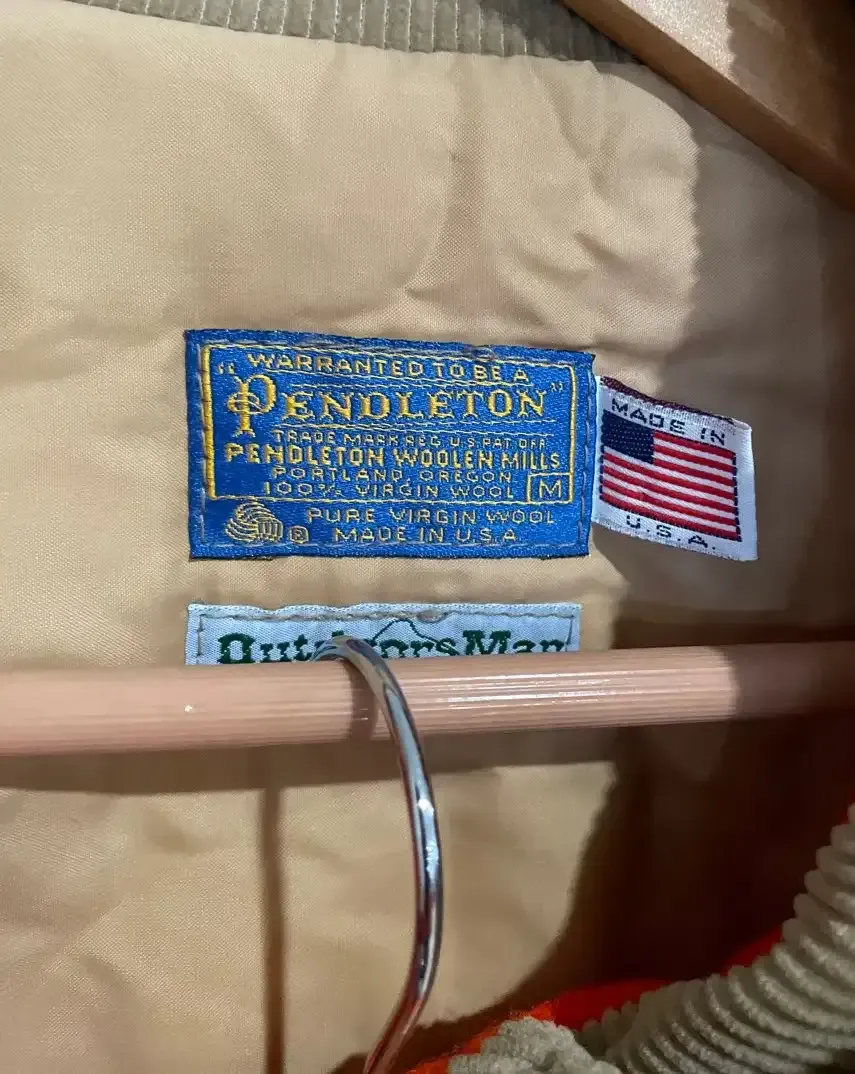 WARRANTED TO BE A
"PENDLETON"
TRADE MARK REG. U.S. PAT. OFF.
PENDLETON WOOLEN MILLS
PORTLAND, OREGON
100% VIRGIN WOOL M
PURE VIRGIN WOOL
® MADE IN U.S.A.
MADE IN
U.S.A.
OutdoorsMan